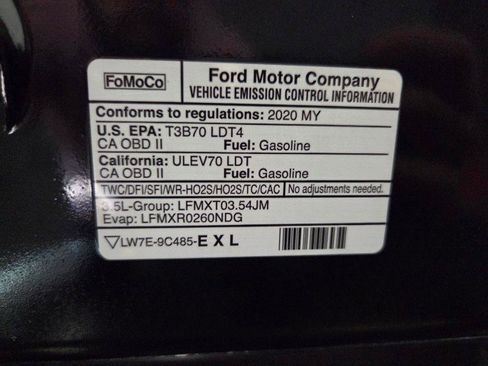 FoMoCo
Ford Motor Company
VEHICLE EMISSION CONTROL INFORMATION
Conforms to regulations: 2020 MY
U.S. EPA: T3B70 LDT4
CA OBD II Fuel: Gasoline
California: ULEV70 LDT
CA OBD II Fuel: Gasoline
TWC/DFI/SFI/WR-HO2S/HO2S/TC/CAC No adjustments needed.
3.5L-Group: LFMXT03.54JM
Evap: LFMXR0260NDG
LW7E-9C485-E X L